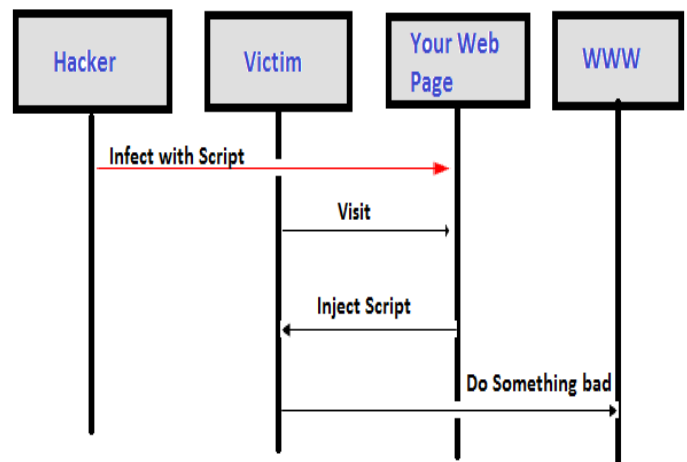 Hacker
Victim
Your Web
Page
WWW
Infect with Script
Visit
Inject Script
Do Something bad